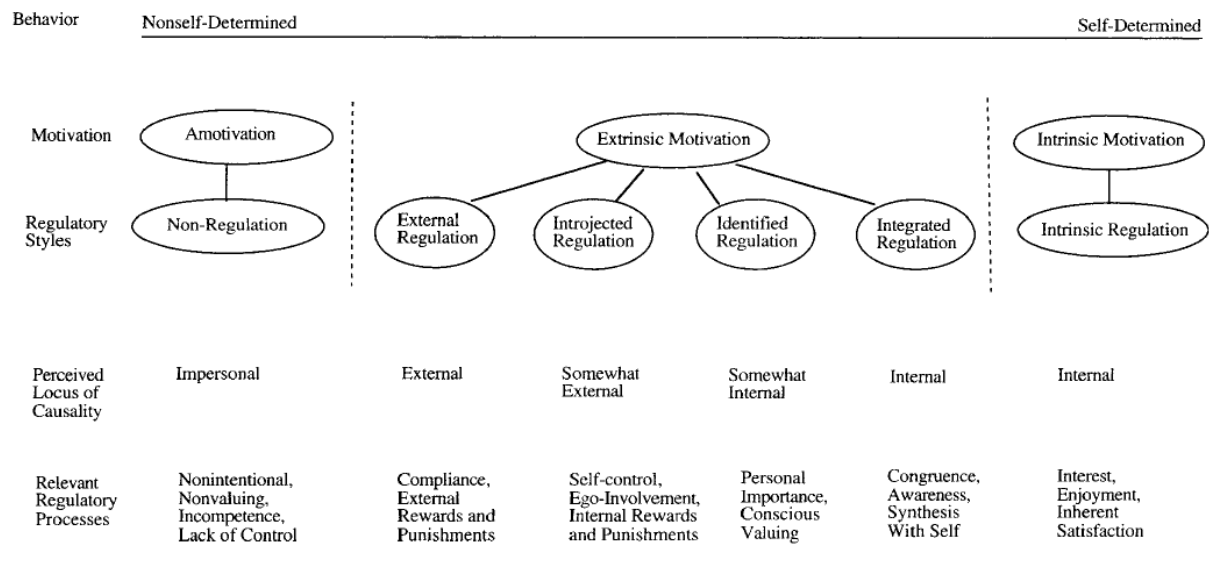 Behavior
Nonself-Determined
Self-Determined
Motivation
Amotivation
Extrinsic Motivation
Intrinsic Motivation
Regulatory
Styles
Non-Regulation
External
Regulation
Introjected
Regulation
Identified
Regulation
Integrated
Regulation
Intrinsic Regulation
Perceived
Locus of
Causality
Impersonal
External
Somewhat
External
Somewhat
Internal
Internal
Internal
Relevant
Regulatory
Processes
Nonintentional,
Nonvaluing,
Incompetence,
Lack of Control
Compliance,
External
Rewards and
Punishments
Self-control,
Ego-Involvement,
Internal Rewards
and Punishments
Personal
Importance,
Conscious
Valuing
Congruence,
Awareness,
Synthesis
With Self
Interest,
Enjoyment,
Inherent
Satisfaction